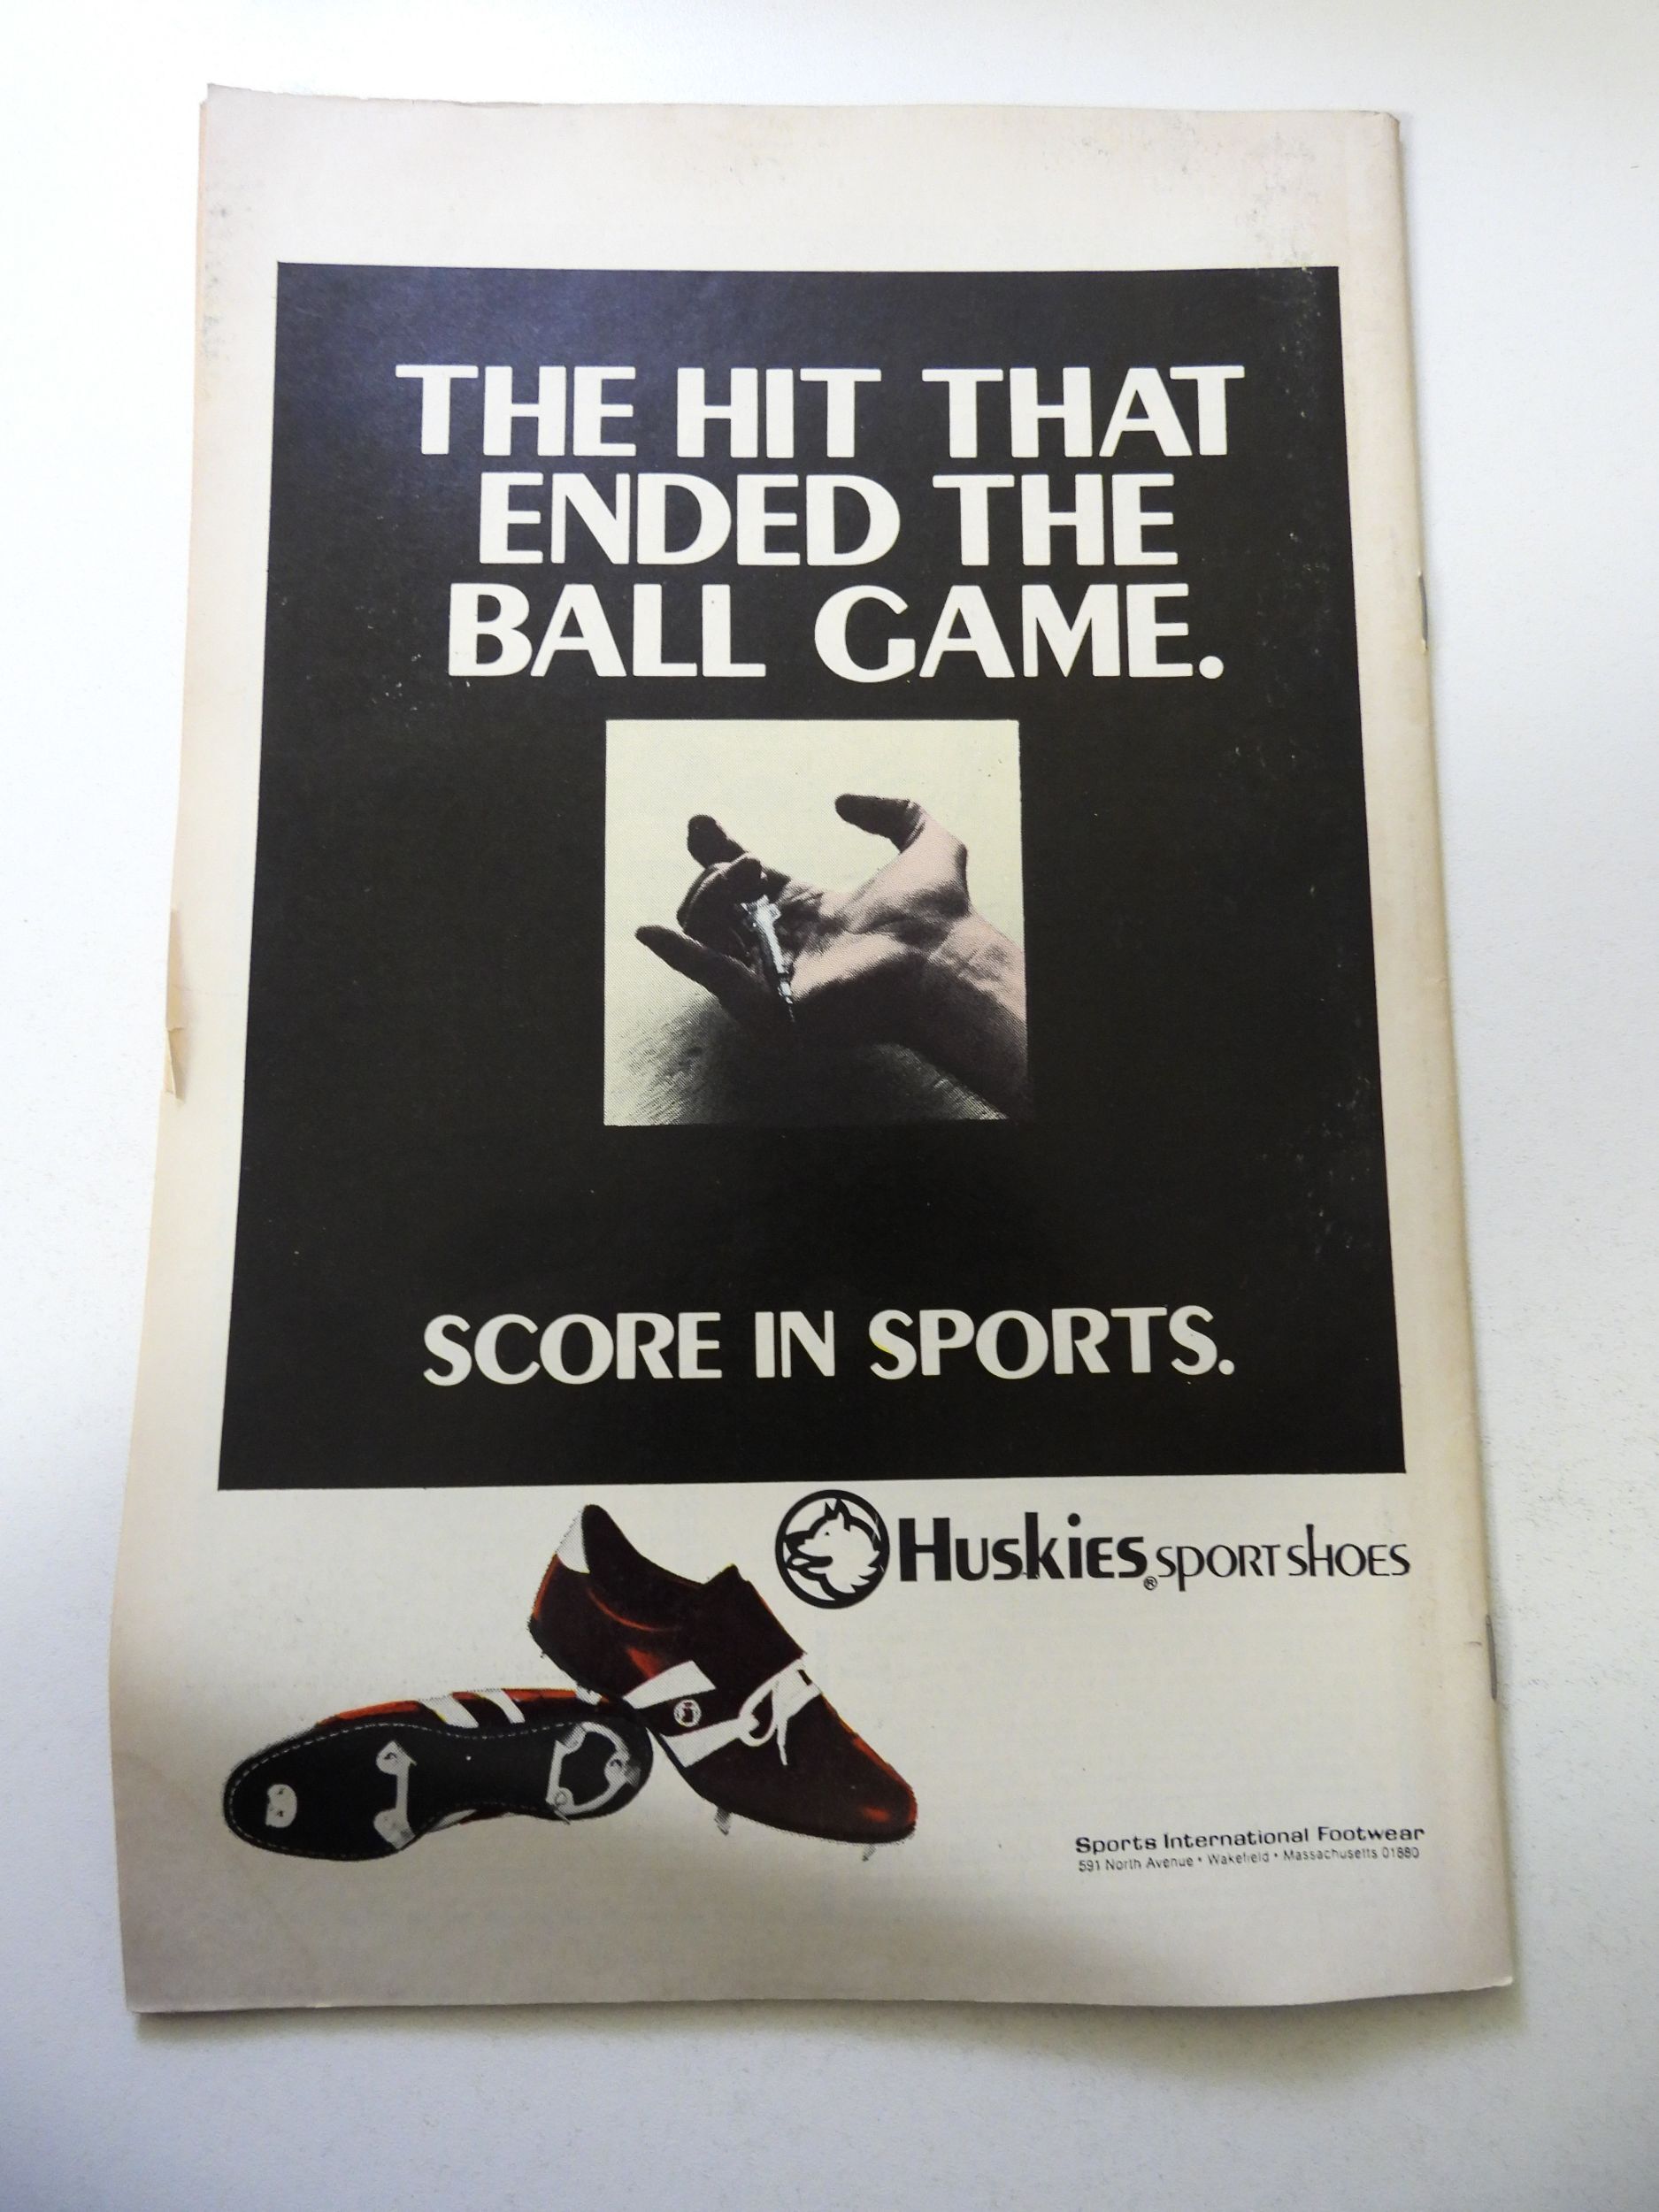 THE HIT THAT
ENDED THE
BALL GAME.
SCORE IN SPORTS.
Huskies® SPORT SHOES
Sports International Footwear
591 North Avenue • Wakefield • Massachusetts 01880